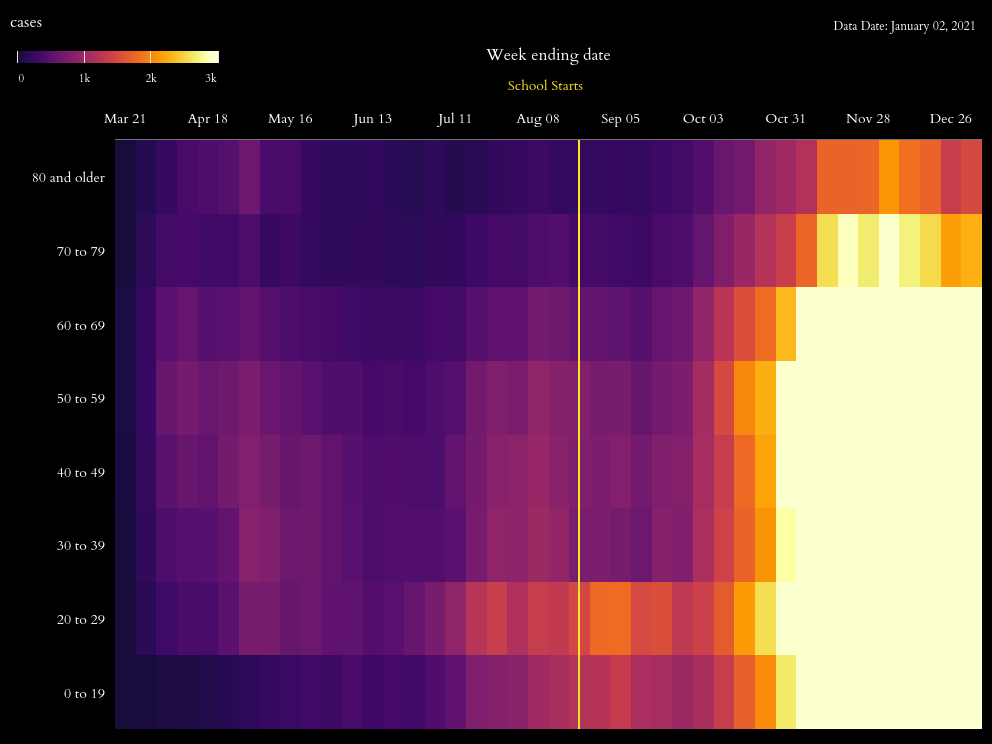 cases
Data Date: January 02, 2021
0 1k 2k 3k
Week ending date
School Starts
Mar 21 Apr 18 May 16 Jun 13 Jul 11 Aug 08 Sep 05 Oct 03 Oct 31 Nov 28 Dec 26
80 and older
70 to 79
60 to 69
50 to 59
40 to 49
30 to 39
20 to 29
0 to 19